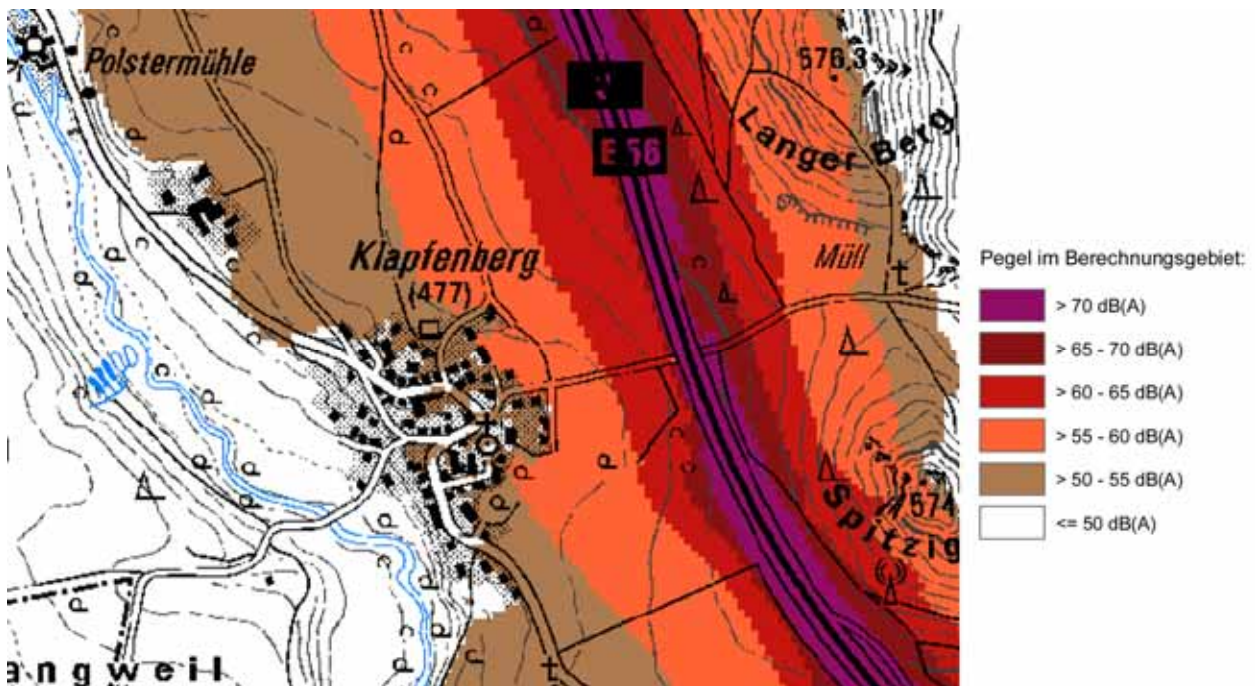 Polstermühle
576,3
E 56
Langer Berg
Klapfenberg
(477)
Müll
Pegel im Berechnungsgebiet:
> 70 dB(A)
> 65 - 70 dB(A)
> 60 - 65 dB(A)
> 55 - 60 dB(A)
> 50 - 55 dB(A)
<= 50 dB(A)
574
Spitzig
angweil